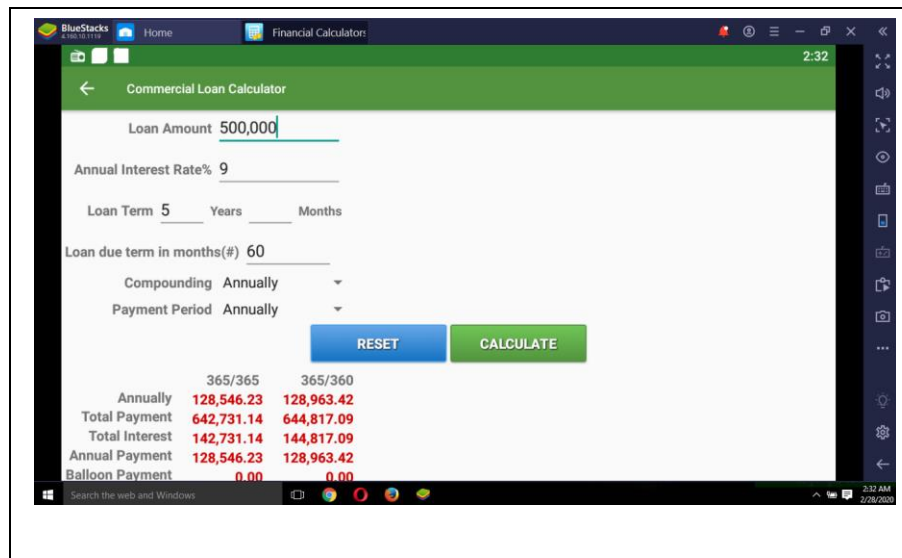 BlueStacks
4.160.10.1119
Home
Financial Calculators
2:32
Commercial Loan Calculator
Loan Amount 500,000
Annual Interest Rate% 9
Loan Term 5 Years Months
Loan due term in months(#) 60
Compounding Annually
Payment Period Annually
RESET CALCULATE
365/365 365/360
Annually 128,546.23 128,963.42
Total Payment 642,731.14 644,817.09
Total Interest 142,731.14 144,817.09
Annual Payment 128,546.23 128,963.42
Balloon Payment 0.00 0.00
Search the web and Windows
2:32 AM
2/28/2020